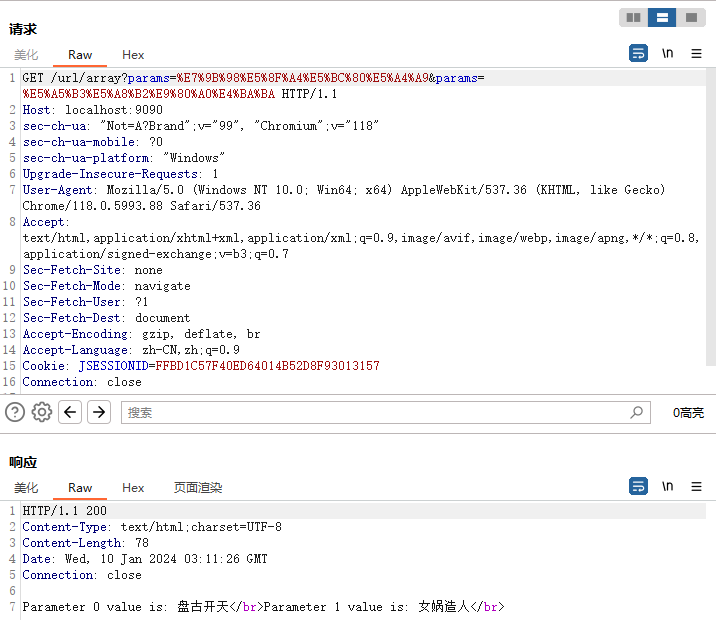 请求
美化 Raw Hex \n
1 GET /url/array?params=%E7%9B%98%E5%8F%A4%E5%BC%80%E5%A4%A9&params=
%E5%A5%B3%E5%A8%B2%E9%80%A0%E4%BA%BA HTTP/1.1
2 Host: localhost:9090
3 sec-ch-ua: "Not=A?Brand";v="99", "Chromium";v="118"
4 sec-ch-ua-mobile: ?0
5 sec-ch-ua-platform: "Windows"
6 Upgrade-Insecure-Requests: 1
7 User-Agent: Mozilla/5.0 (Windows NT 10.0; Win64; x64) AppleWebKit/537.36 (KHTML, like Gecko)
Chrome/118.0.5993.88 Safari/537.36
8 Accept:
text/html,application/xhtml+xml,application/xml;q=0.9,image/avif,image/webp,image/apng,*/*;q=0.8,
application/signed-exchange;v=b3;q=0.7
9 Sec-Fetch-Site: none
10 Sec-Fetch-Mode: navigate
11 Sec-Fetch-User: ?1
12 Sec-Fetch-Dest: document
13 Accept-Encoding: gzip, deflate, br
14 Accept-Language: zh-CN,zh;q=0.9
15 Cookie: JSESSIONID=FFBD1C57F40ED64014B52D8F93013157
16 Connection: close
搜索 0高亮
响应
美化 Raw Hex 页面渲染 \n
1 HTTP/1.1 200
2 Content-Type: text/html;charset=UTF-8
3 Content-Length: 78
4 Date: Wed, 10 Jan 2024 03:11:26 GMT
5 Connection: close
6
7 Parameter 0 value is: 盘古开天</br>Parameter 1 value is: 女娲造人</br>